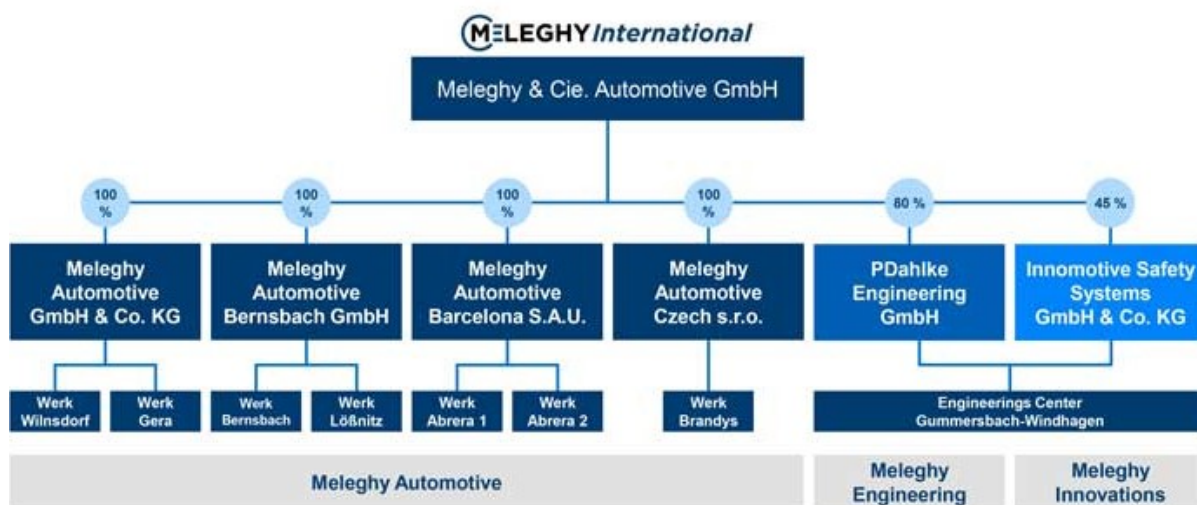 MELEGHY International
Meleghy & Cie. Automotive GmbH
100
%
100
%
100
%
100
%
80 %
45 %
Meleghy
Automotive
GmbH & Co. KG
Meleghy
Automotive
Bernsbach GmbH
Meleghy
Automotive
Barcelona S.A.U.
Meleghy
Automotive
Czech s.r.o.
PDahlke
Engineering
GmbH
Innomotive Safety
Systems
GmbH & Co. KG
Werk
Wilnsdorf
Werk
Gera
Werk
Bernsbach
Werk
Lößnitz
Werk
Abrera 1
Werk
Abrera 2
Werk
Brandys
Engineerings Center
Gummersbach-Windhagen
Meleghy Automotive
Meleghy
Engineering
Meleghy
Innovations